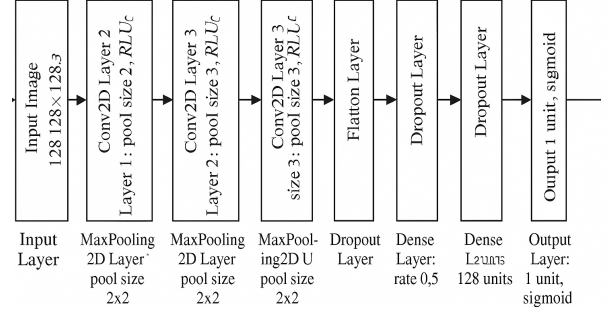 Input Image
128 128×128.3
Conv2D Layer 2
Layer 1: pool size 2, RLU
Conv2D Layer 3
Layer 2: pool size 3, RLU
Conv2D Layer 3
size 3: pool size 3, RLU
Flatton Layer
Dropout Layer
Dropout Layer
Ouput 1 unit, sigmoid
Input
Layer
MaxPooling
2D Layer
pool size
2x2
MaxPooling
2D Layer
pool size
2x2
MaxPool-
ing2D U
pool size
2x2
Dropout
Layer
Dense
Layer:
rate 0,5
Dense
128 units
Output
Layer:
1 unit,
sigmoid